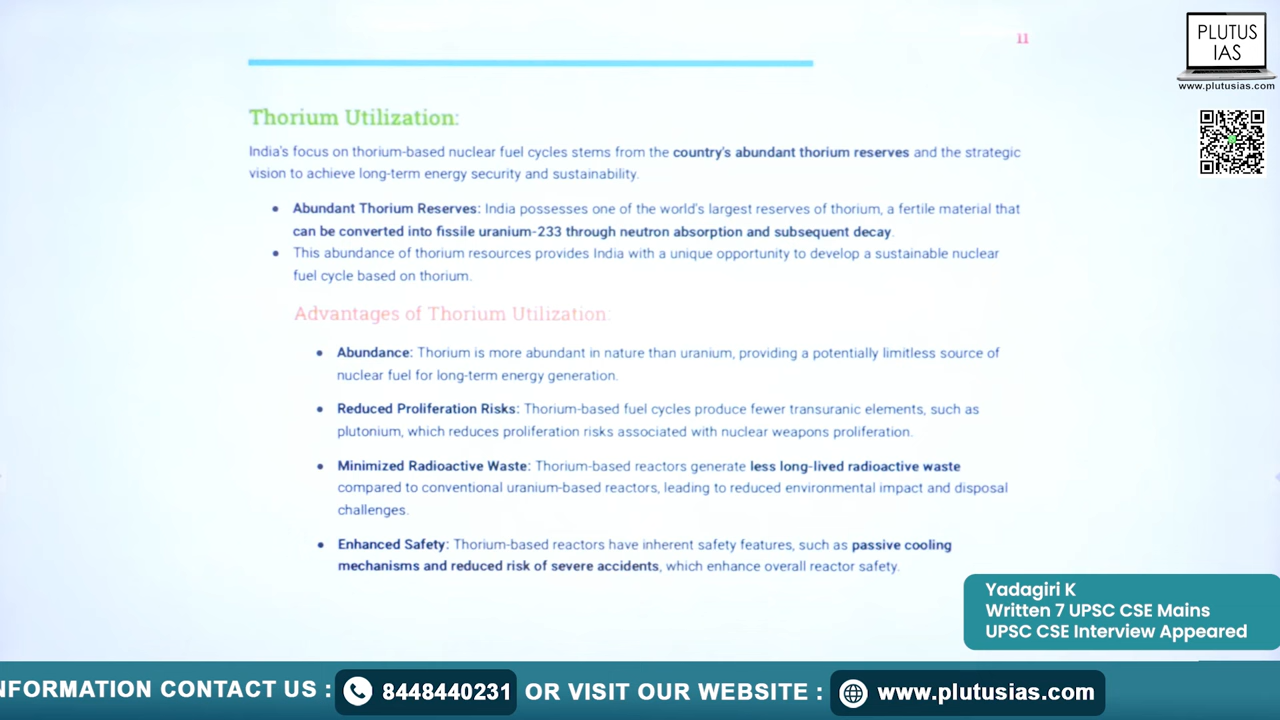 11
PLUTUS
IAS
www.plutusias.com
Thorium Utilization:
India's focus on thorium-based nuclear fuel cycles stems from the country's abundant thorium reserves and the strategic
vision to achieve long-term energy security and sustainability.
• Abundant Thorium Reserves: India possesses one of the world's largest reserves of thorium, a fertile material that
can be converted into fissile uranium-233 through neutron absorption and subsequent decay.
• This abundance of thorium resources provides India with a unique opportunity to develop a sustainable nuclear
fuel cycle based on thorium.
Advantages of Thorium Utilization:
• Abundance: Thorium is more abundant in nature than uranium, providing a potentially limitless source of
nuclear fuel for long-term energy generation.
• Reduced Proliferation Risks: Thorium-based fuel cycles produce fewer transuranic elements, such as
plutonium, which reduces proliferation risks associated with nuclear weapons proliferation.
• Minimized Radioactive Waste: Thorium-based reactors generate less long-lived radioactive waste
compared to conventional uranium-based reactors, leading to reduced environmental impact and disposal
challenges.
• Enhanced Safety: Thorium-based reactors have inherent safety features, such as passive cooling
mechanisms and reduced risk of severe accidents, which enhance overall reactor safety.
Yadagiri K
Written 7 UPSC CSE Mains
UPSC CSE Interview Appeared
NFORMATION CONTACT US : 8448440231 OR VISIT OUR WEBSITE : www.plutusias.com